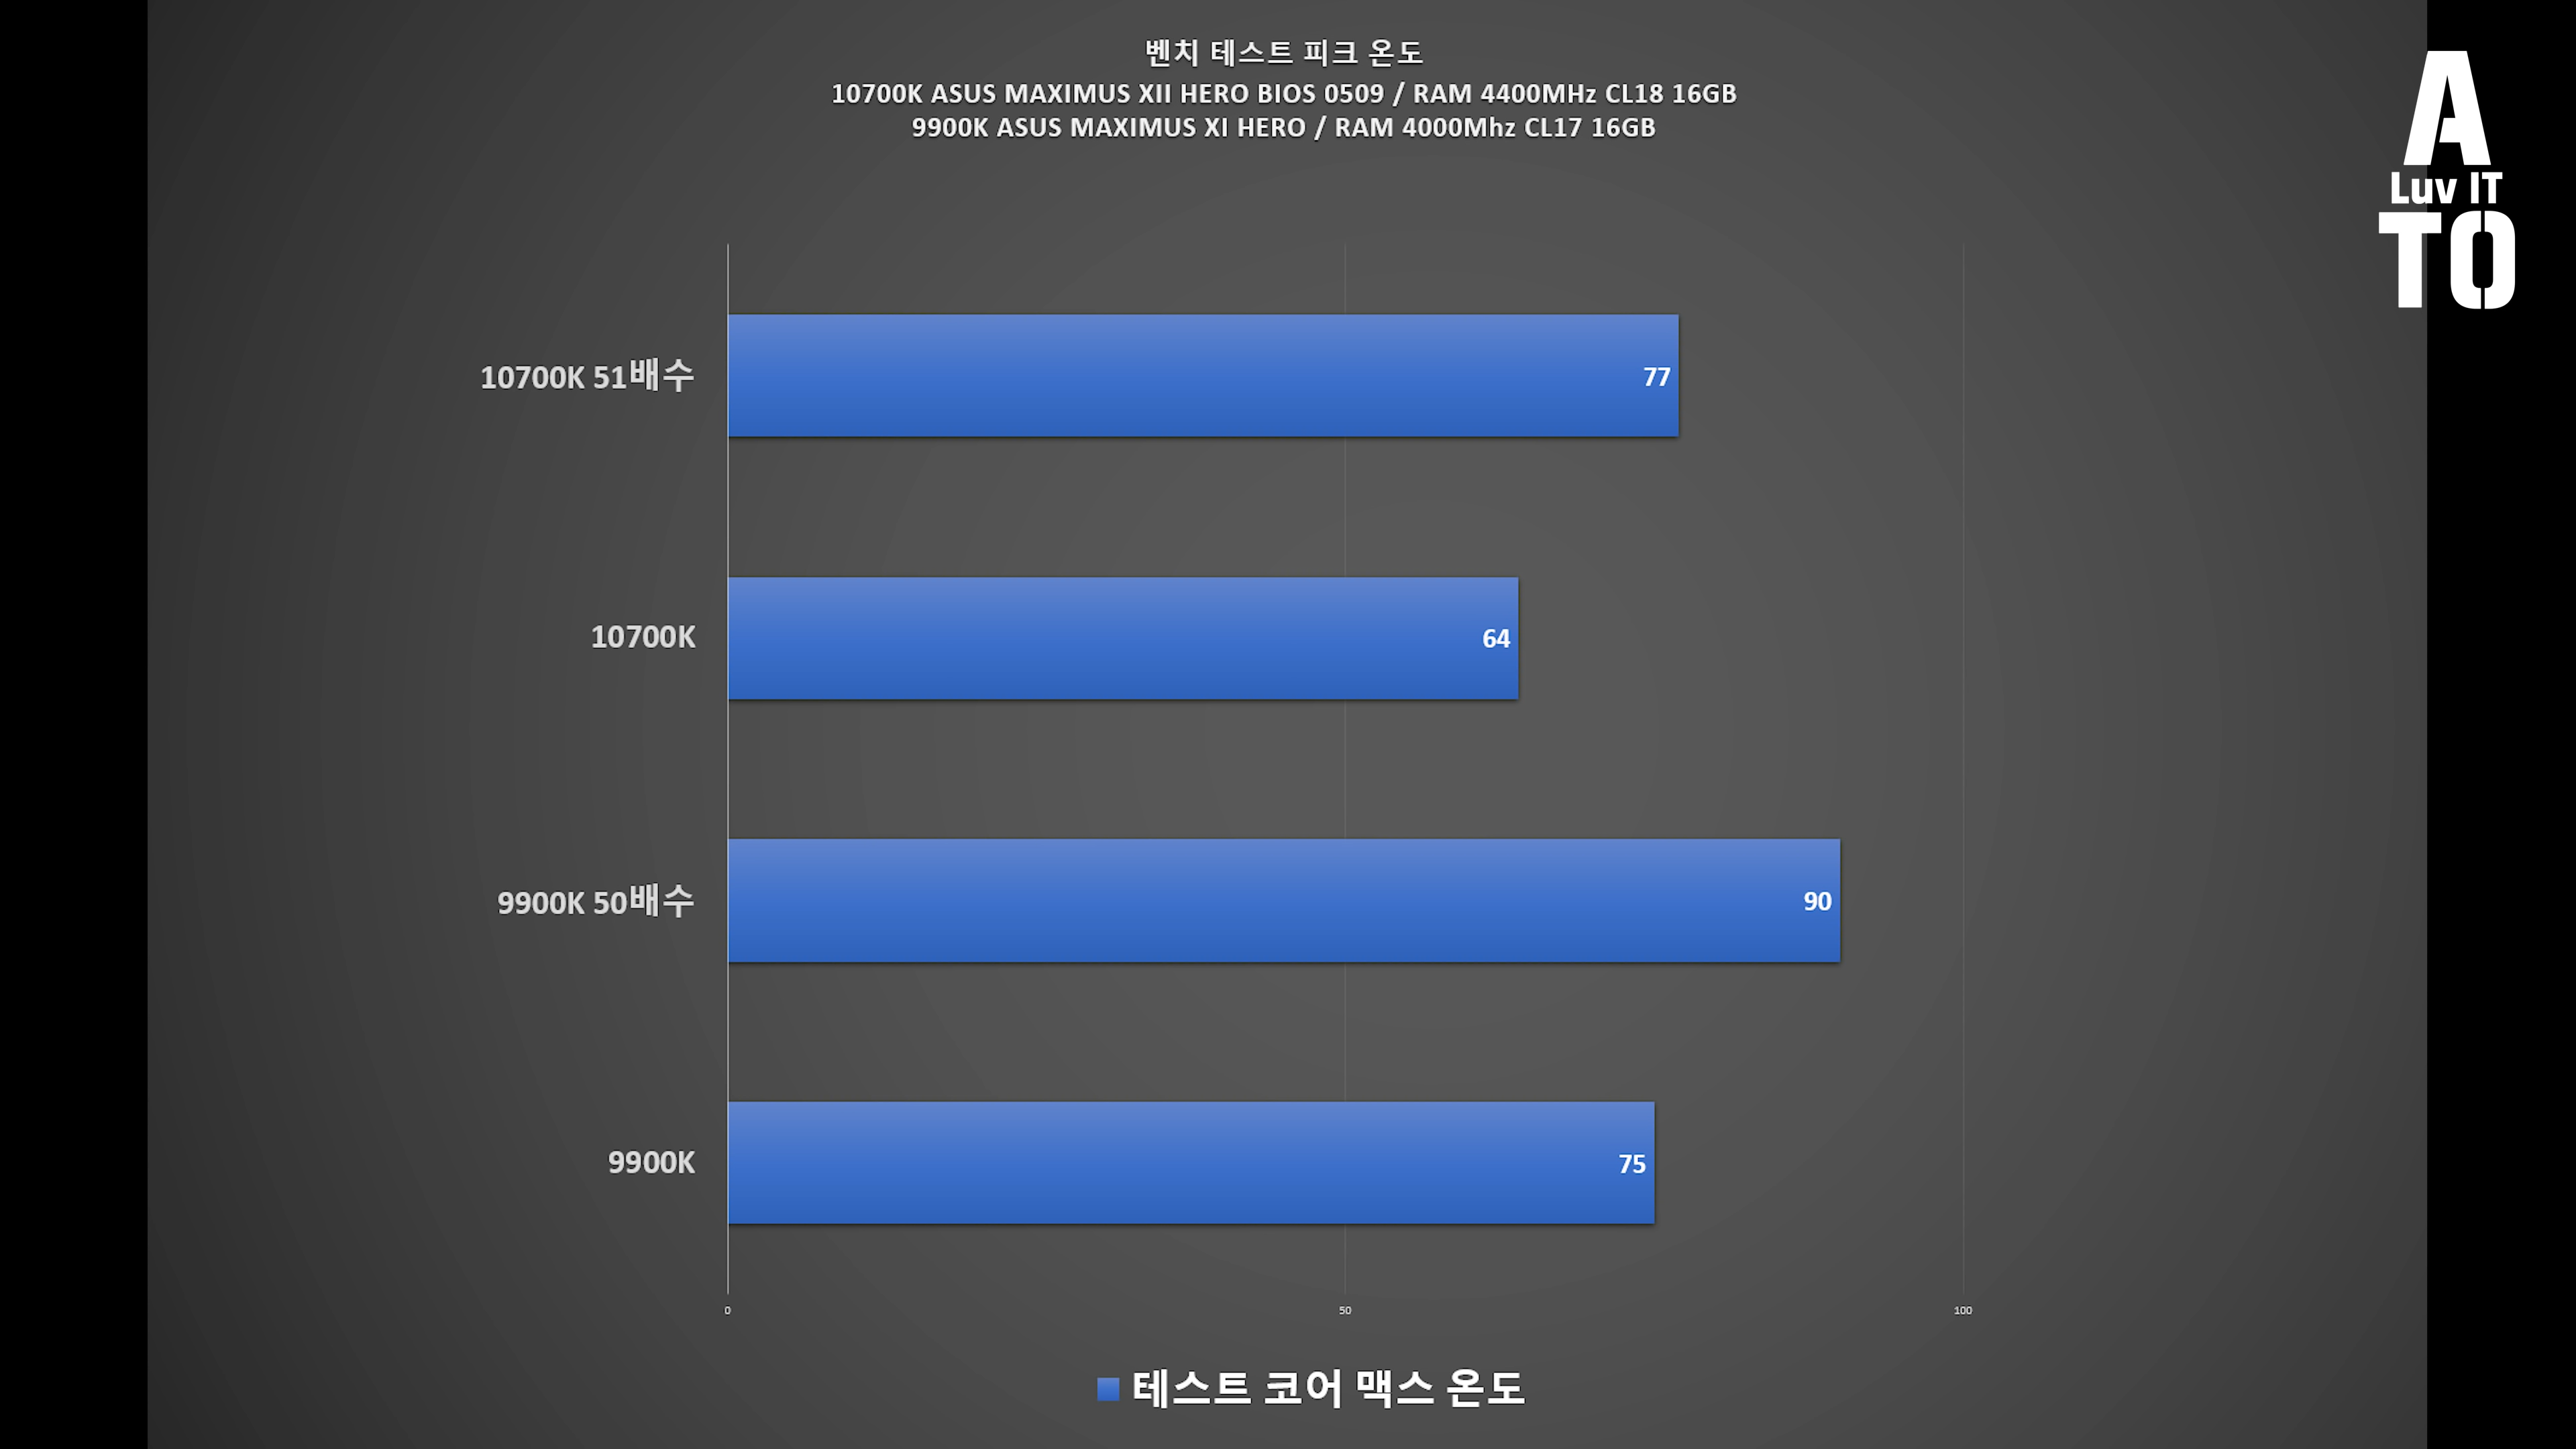 벤치 테스트 피크 온도
10700K ASUS MAXIMUS XII HERO BIOS 0509 / RAM 4400MHz CL18 16GB
9900K ASUS MAXIMUS XI HERO / RAM 4000Mhz CL17 16GB
A
Luv IT
TO
10700K 51배수
77
10700K
64
9900K 50배수
90
9900K
75
0
50
100
테스트 코어 맥스 온도